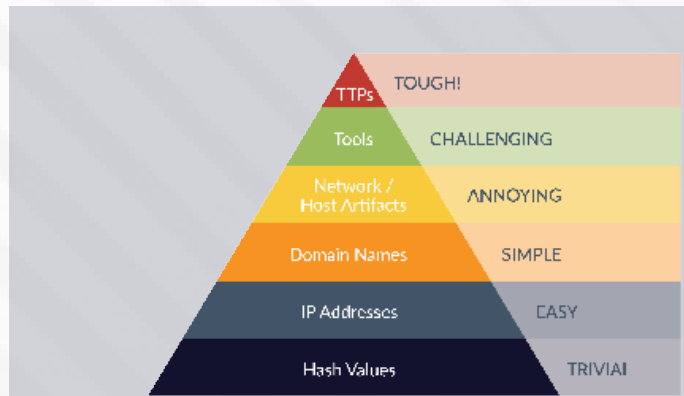 TTPs TOUGH!
Tools CHALLENGING
Network /
Host Artifacts ANNOYING
Domain Names SIMPLE
IP Addresses EASY
Hash Values TRIVIAL